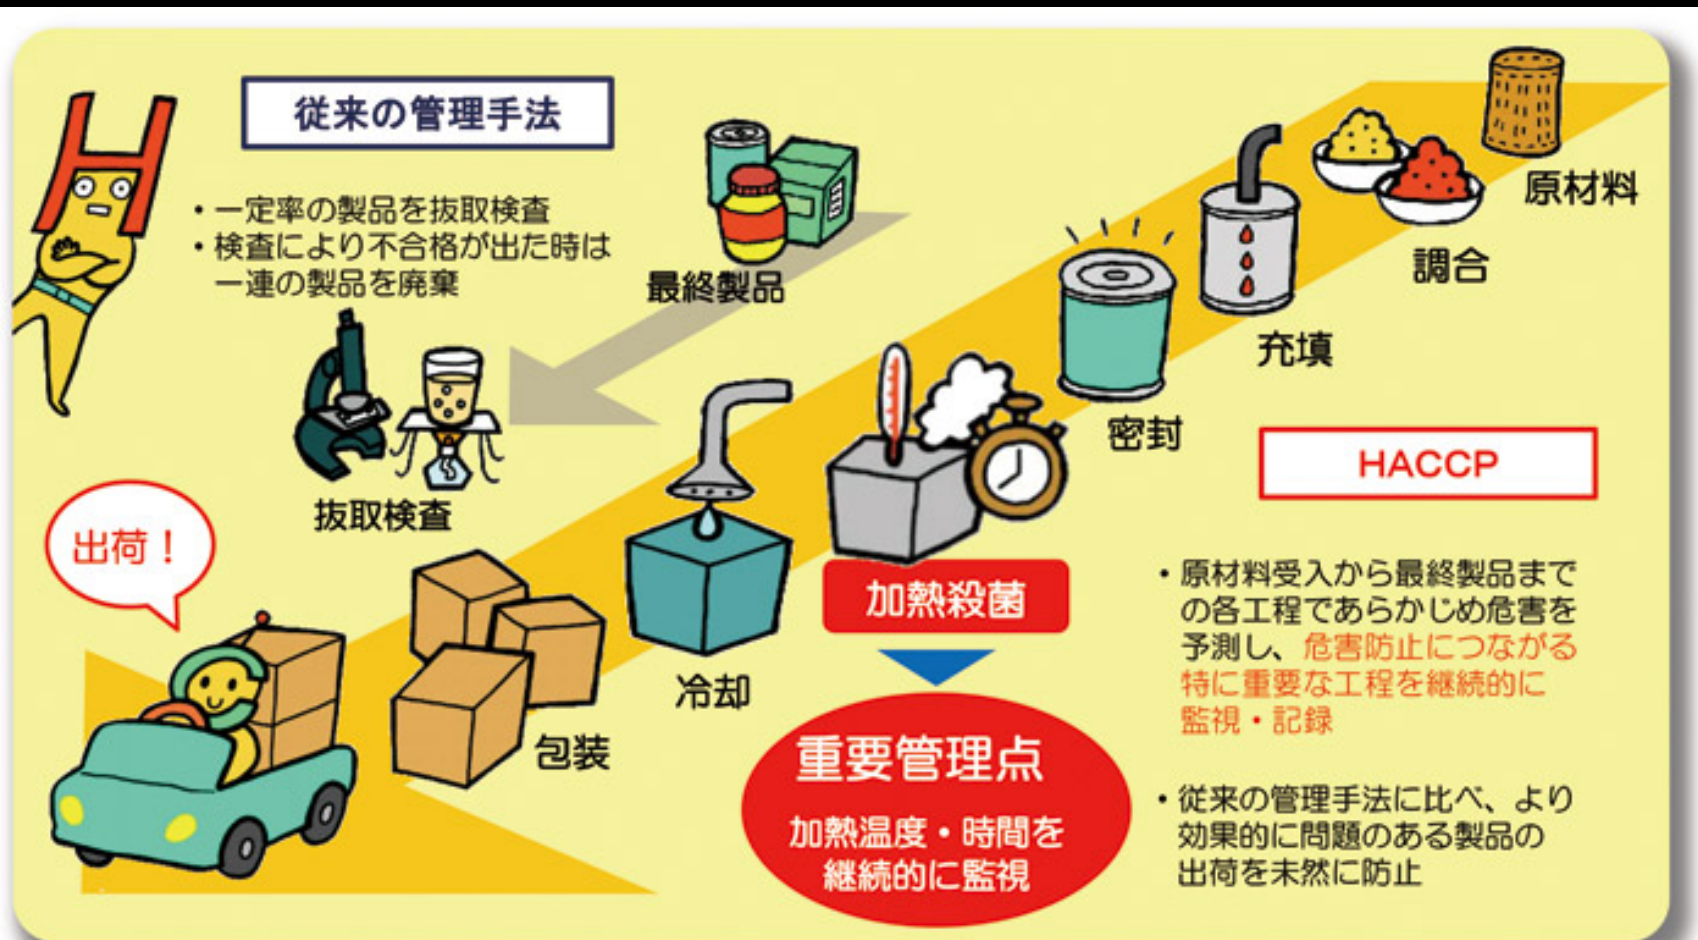 従来の管理手法
・一定率の製品を抜取検査
・検査により不合格が出た時は
一連の製品を廃棄
最終製品
抜取検査
原材料
調合
充填
密封
HACCP
加熱殺菌
冷却
包装
出荷！
重要管理点
加熱温度・時間を
継続的に監視
・原材料受入から最終製品まで
の各工程であらかじめ危害を
予測し、危害防止につながる
特に重要な工程を継続的に
監視・記録
・従来の管理手法に比べ、より
効果的に問題のある製品の
出荷を未然に防止